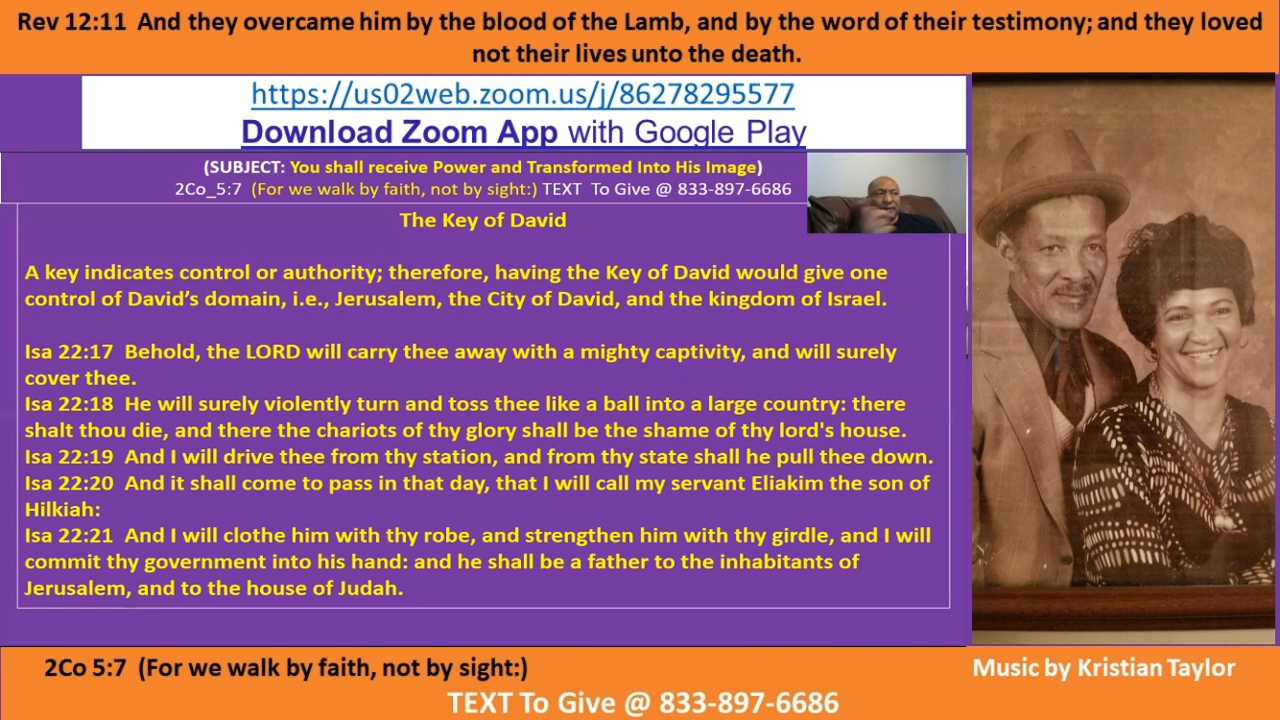 Rev 12:11  And they overcame him by the blood of the Lamb, and by the word of their testimony; and they loved
not their lives unto the death.
https://us02web.zoom.us/j/86278295577
Download Zoom App with Google Play
(SUBJECT: You shall receive Power and Transformed Into His Image)
2Co_5:7  (For we walk by faith, not by sight:) TEXT  To Give @ 833-897-6686
The Key of David
A key indicates control or authority; therefore, having the Key of David would give one
control of David’s domain, i.e., Jerusalem, the City of David, and the kingdom of Israel.
Isa 22:17  Behold, the LORD will carry thee away with a mighty captivity, and will surely
cover thee.
Isa 22:18  He will surely violently turn and toss thee like a ball into a large country: there
shalt thou die, and there the chariots of thy glory shall be the shame of thy lord's house.
Isa 22:19  And I will drive thee from thy station, and from thy state shall he pull thee down.
Isa 22:20  And it shall come to pass in that day, that I will call my servant Eliakim the son of
Hilkiah:
Isa 22:21  And I will clothe him with thy robe, and strengthen him with thy girdle, and I will
commit thy government into his hand: and he shall be a father to the inhabitants of
Jerusalem, and to the house of Judah.
2Co 5:7  (For we walk by faith, not by sight:)
Music by Kristian Taylor
TEXT To Give @ 833-897-6686